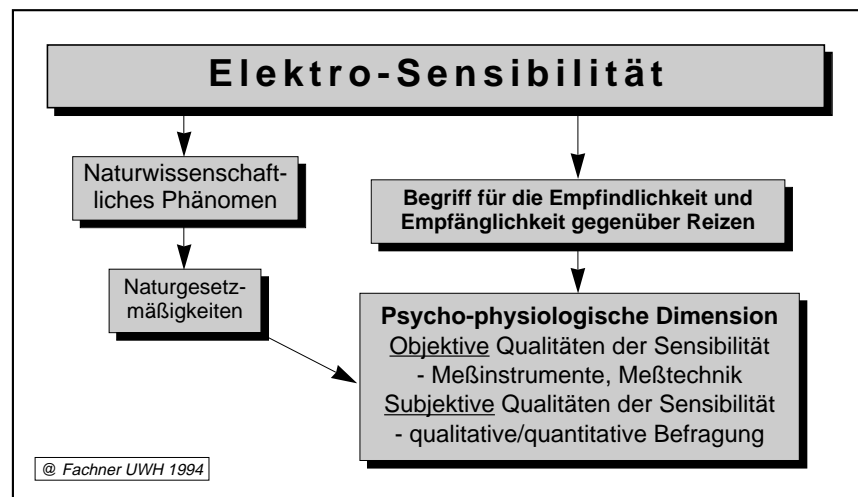 Elektro-Sensibilität
Naturwissenschaft-
liches Phänomen
Begriff für die Empfindlichkeit und
Empfänglichkeit gegenüber Reizen
Naturgesetz-
mäßigkeiten
Psycho-physiologische Dimension
Objektive Qualitäten der Sensibilität
- Meßinstrumente, Meßtechnik
Subjektive Qualitäten der Sensibilität
- qualitative/quantitative Befragung
@ Fachner UWH 1994